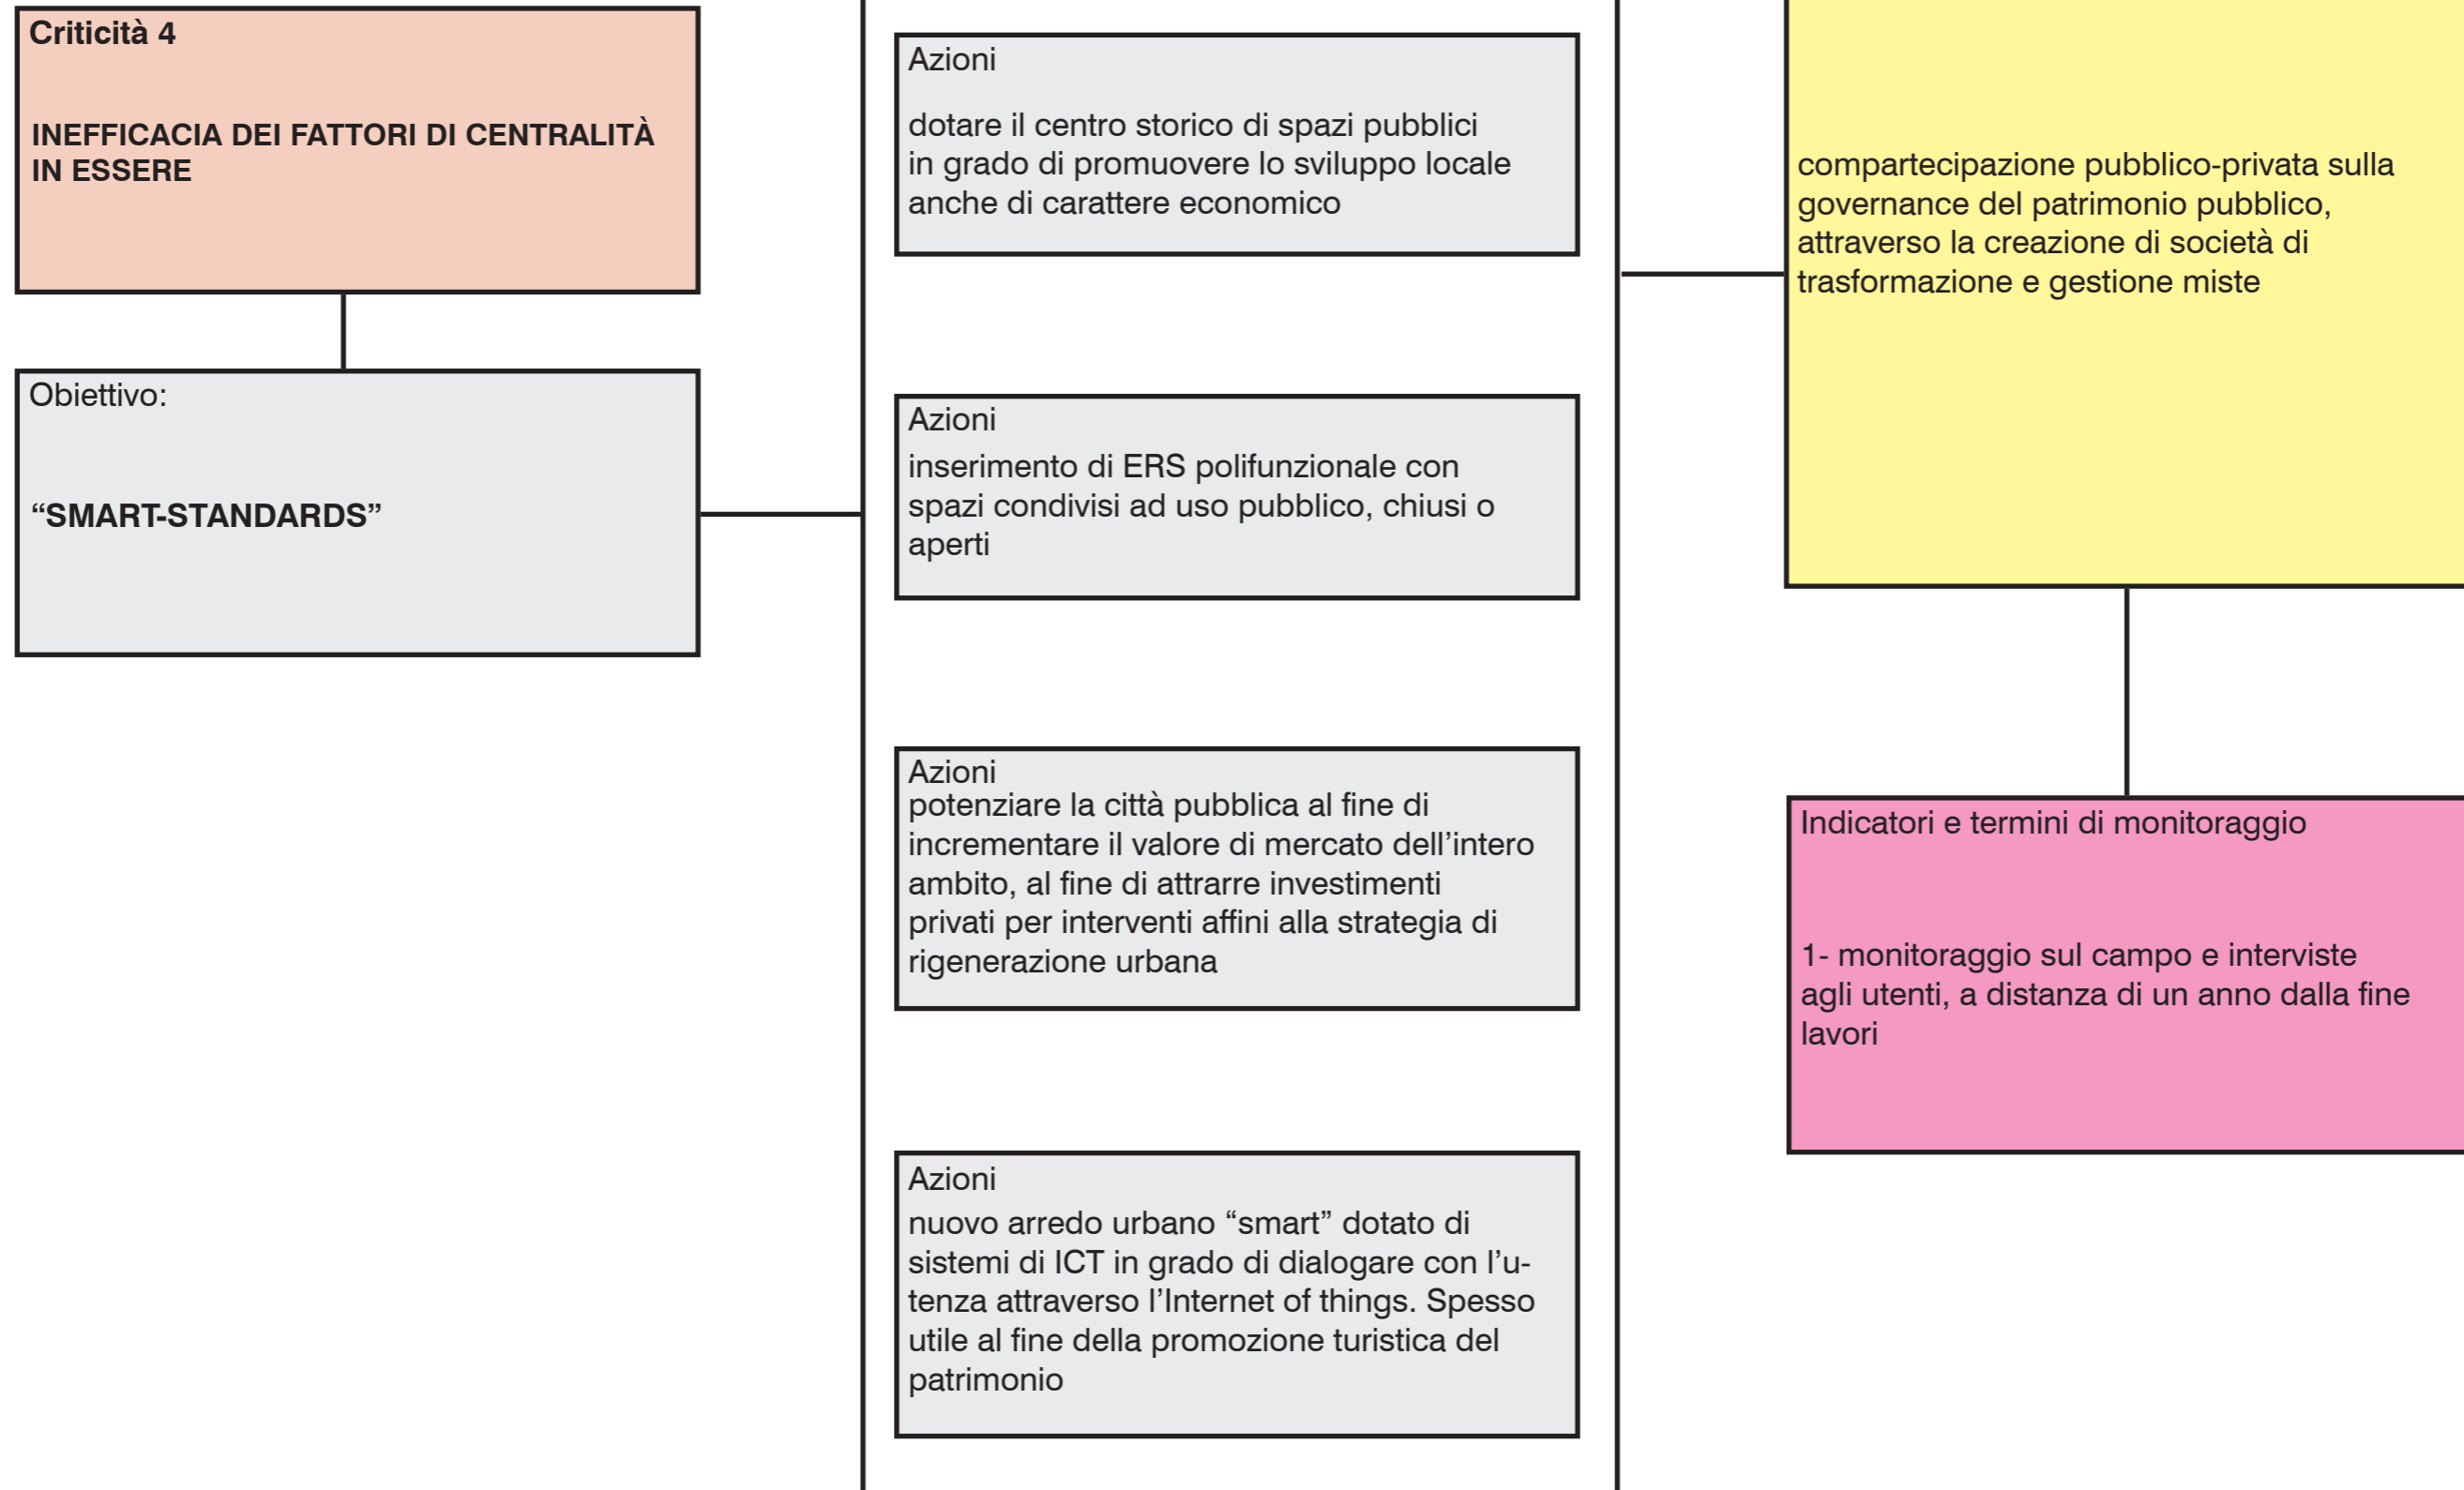 Criticità 4
INEFFICACIA DEI FATTORI DI CENTRALITÀ
IN ESSERE
Obiettivo:
“SMART-STANDARDS”
Azioni
dotare il centro storico di spazi pubblici
in grado di promuovere lo sviluppo locale
anche di carattere economico
Azioni
inserimento di ERS polifunzionale con
spazi condivisi ad uso pubblico, chiusi o
aperti
Azioni
potenziare la città pubblica al fine di
incrementare il valore di mercato dell’intero
ambito, al fine di attrarre investimenti
privati per interventi affini alla strategia di
rigenerazione urbana
Azioni
nuovo arredo urbano “smart” dotato di
sistemi di ICT in grado di dialogare con l’u-
tenza attraverso l’Internet of things. Spesso
utile al fine della promozione turistica del
patrimonio
compartecipazione pubblico-privata sulla
governance del patrimonio pubblico,
attraverso la creazione di società di
trasformazione e gestione miste
Indicatori e termini di monitoraggio
1- monitoraggio sul campo e interviste
agli utenti, a distanza di un anno dalla fine
lavori